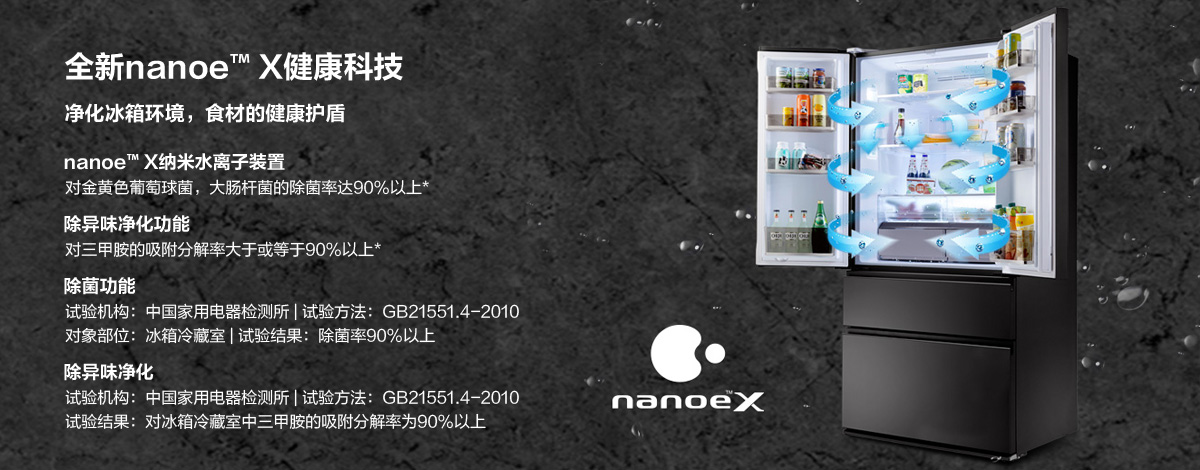 全新nanoe™ X健康科技
净化冰箱环境，食材的健康护盾
nanoe™ X纳米水离子装置
对金黄色葡萄球菌，大肠杆菌的除菌率达90%以上*
除异味净化功能
对三甲胺的吸附分解率大于或等于90%以上*
除菌功能
试验机构：中国家用电器检测所 | 试验方法：GB21551.4-2010
对象部位：冰箱冷藏室 | 试验结果：除菌率90%以上
除异味净化
试验机构：中国家用电器检测所 | 试验方法：GB21551.4-2010
试验结果：对冰箱冷藏室中三甲胺的吸附分解率为90%以上
nanoe™X